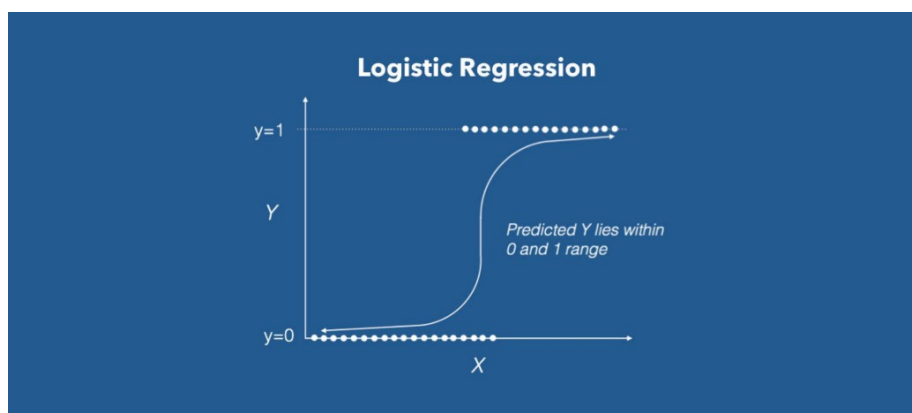 Logistic Regression
y=1
Y
Predicted Y lies within
0 and 1 range
y=0
X